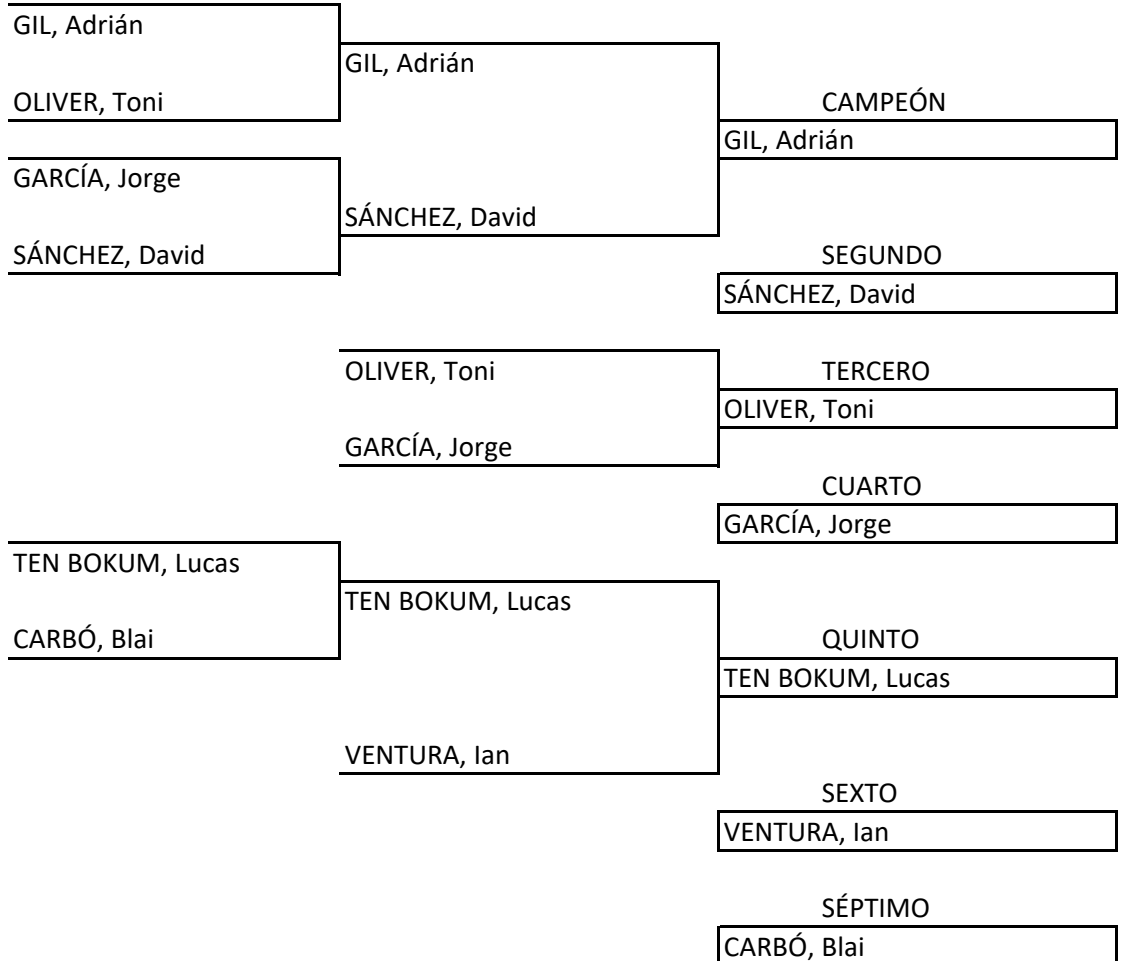 GIL, Adrián
GIL, Adrián
OLIVER, Toni
CAMPEÓN
GIL, Adrián
GARCÍA, Jorge
SÁNCHEZ, David
SÁNCHEZ, David
SEGUNDO
SÁNCHEZ, David
OLIVER, Toni
TERCERO
OLIVER, Toni
GARCÍA, Jorge
CUARTO
GARCÍA, Jorge
TEN BOKUM, Lucas
TEN BOKUM, Lucas
CARBÓ, Blai
QUINTO
TEN BOKUM, Lucas
VENTURA, Ian
SEXTO
VENTURA, Ian
SÉPTIMO
CARBÓ, Blai